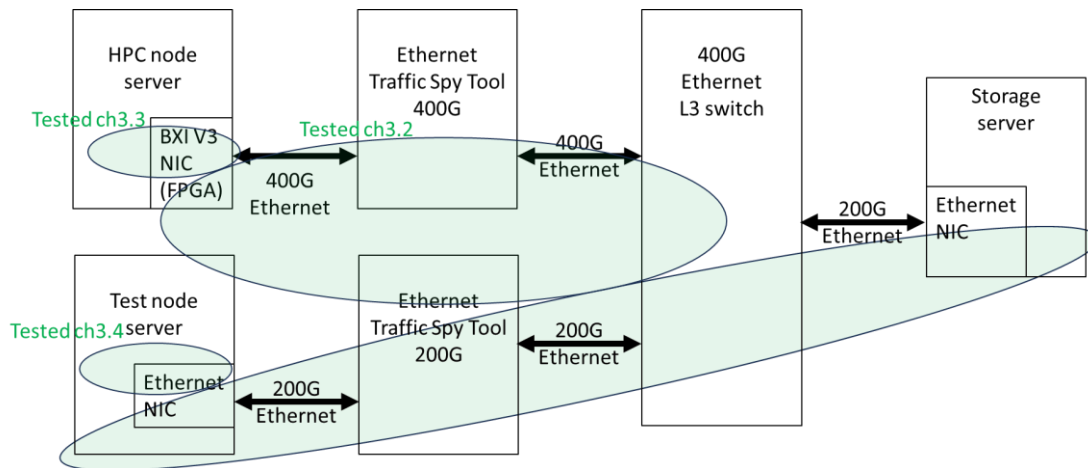 HPC node
server
Tested ch3.3
BXI V3
NIC
(FPGA)
400G
Ethernet
Ethernet
Traffic Spy Tool
400G
Tested ch3.2
400G
Ethernet
400G
Ethernet
L3 switch
200G
Ethernet
Storage
server
Ethernet
NIC
Test node
server
Tested ch3.4
Ethernet
NIC
200G
Ethernet
Ethernet
Traffic Spy Tool
200G
200G
Ethernet